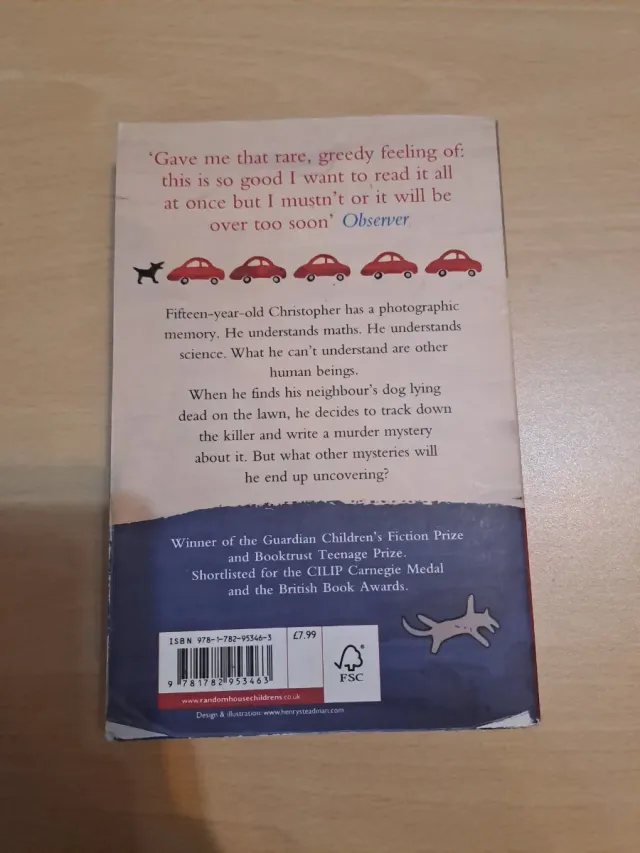 ‘Gave me that rare, greedy feeling of:
this is so good I want to read it all
at once but I mustn't or it will be
over too soon’ Observer
Fifteen-year-old Christopher has a photographic
memory. He understands maths. He understands
science. What he can't understand are other
human beings.
When he finds his neighbour's dog lying
dead on the lawn, he decides to track down
the killer and write a murder mystery
about it. But what other mysteries will
he end up uncovering?
Winner of the Guardian Children's Fiction Prize
and Booktrust Teenage Prize.
Shortlisted for the CILIP Carnegie Medal
and the British Book Awards.
ISBN 978-1-782-95346-3
£7.99
9 781782 953463
FSC
www.randomhousechildrens.co.uk
Design & illustration: www.henrysteadman.com